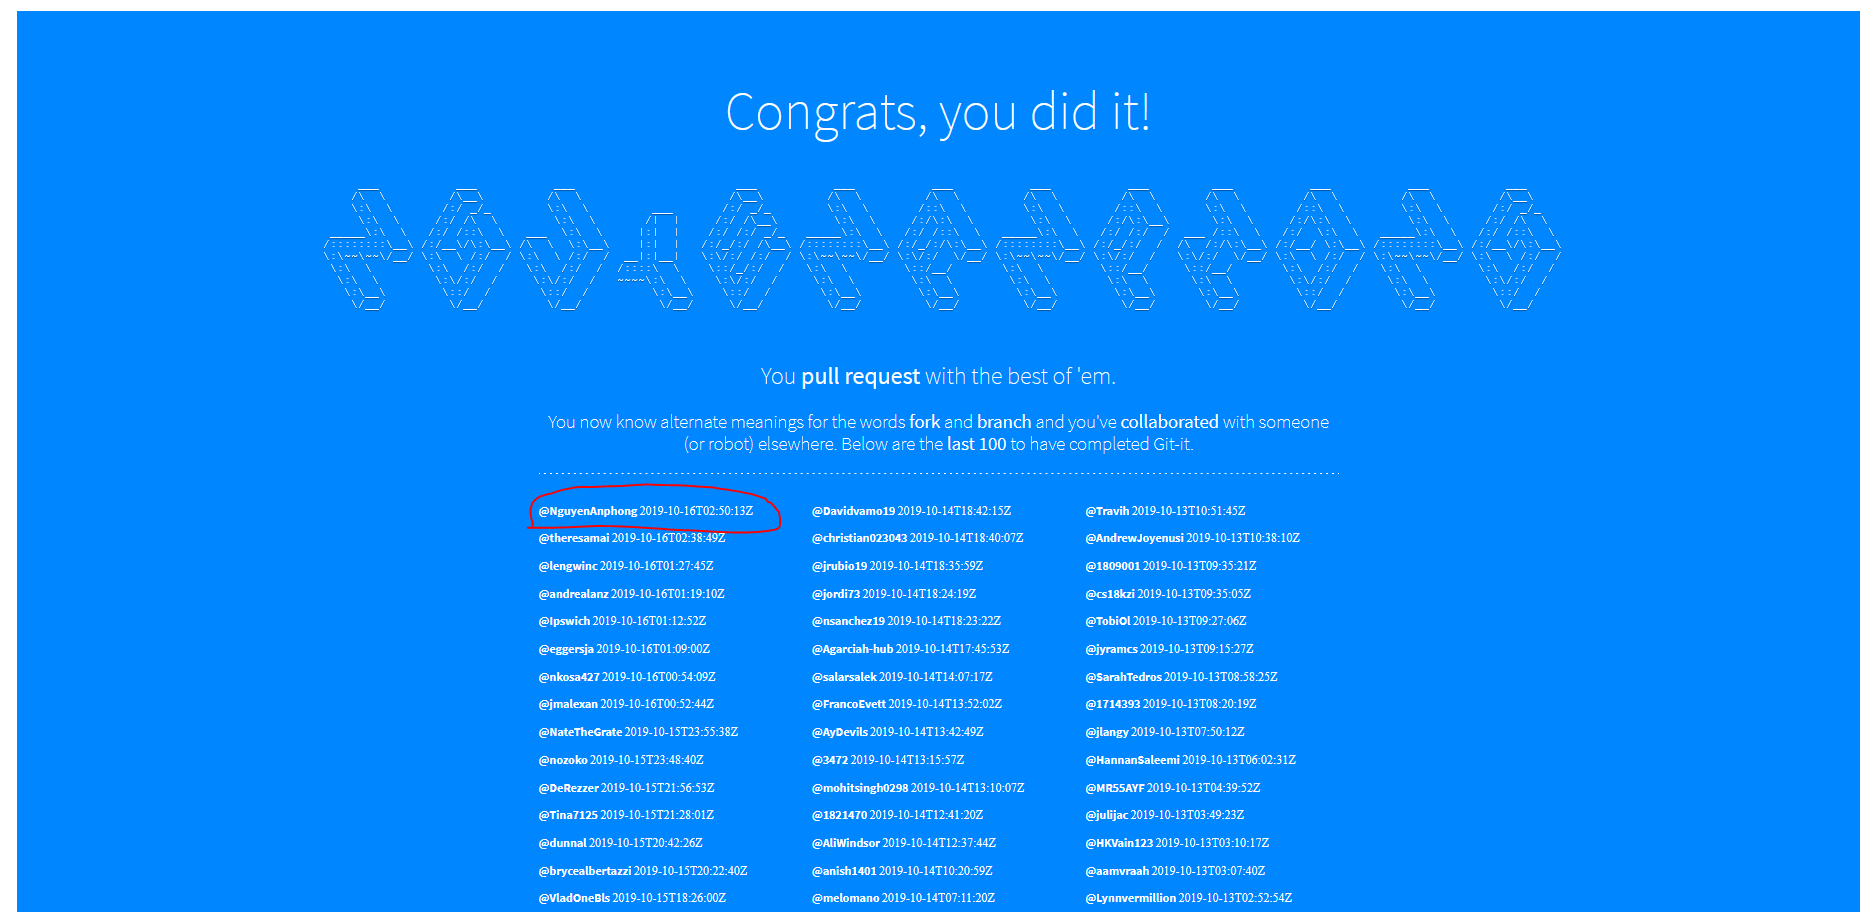 Congrats, you did it!
You pull request with the best of 'em.
You now know alternate meanings for the words fork and branch and you've collaborated with someone
(or robot) elsewhere. Below are the last 100 to have completed Git-it.
@NguyenAnphong 2019-10-16T02:50:13Z
@theresamai 2019-10-16T02:38:49Z
@lengwinc 2019-10-16T01:27:45Z
@andrealanz 2019-10-16T01:19:10Z
@Ipswich 2019-10-16T01:12:52Z
@eggersja 2019-10-16T01:09:00Z
@nkosa427 2019-10-16T00:54:09Z
@jmalexan 2019-10-16T00:52:44Z
@NateTheGrate 2019-10-15T23:55:38Z
@nozoko 2019-10-15T23:48:40Z
@DeRezzer 2019-10-15T21:56:53Z
@Tina7125 2019-10-15T21:28:01Z
@dunnal 2019-10-15T20:42:26Z
@brycealbertazzi 2019-10-15T20:22:40Z
@VladOneBls 2019-10-15T18:26:00Z
@Davidvamo19 2019-10-14T18:42:15Z
@christian023043 2019-10-14T18:40:07Z
@jrubio19 2019-10-14T18:35:59Z
@jordi73 2019-10-14T18:24:19Z
@nsanchez19 2019-10-14T18:23:22Z
@Agarciah-hub 2019-10-14T17:45:53Z
@salarsalek 2019-10-14T14:07:17Z
@FrancoEvett 2019-10-14T13:52:02Z
@AyDevils 2019-10-14T13:42:49Z
@3472 2019-10-14T13:15:57Z
@mohitsingh0298 2019-10-14T13:10:07Z
@1821470 2019-10-14T12:41:20Z
@AliWindsor 2019-10-14T12:37:44Z
@anish1401 2019-10-14T10:20:59Z
@melomano 2019-10-14T07:11:20Z
@Travih 2019-10-13T10:51:45Z
@AndrewJoyenusi 2019-10-13T10:38:10Z
@1809001 2019-10-13T09:35:21Z
@cs18kzi 2019-10-13T09:35:05Z
@TobiOl 2019-10-13T09:27:06Z
@jyramcs 2019-10-13T09:15:27Z
@SarahTedros 2019-10-13T08:58:25Z
@1714393 2019-10-13T08:20:19Z
@jlangy 2019-10-13T07:50:12Z
@HannanSaleemi 2019-10-13T06:02:31Z
@MR55AYF 2019-10-13T04:39:52Z
@julijac 2019-10-13T03:49:23Z
@HKVain123 2019-10-13T03:10:17Z
@aamvraah 2019-10-13T03:07:40Z
@Lynnvermillion 2019-10-13T02:52:54Z